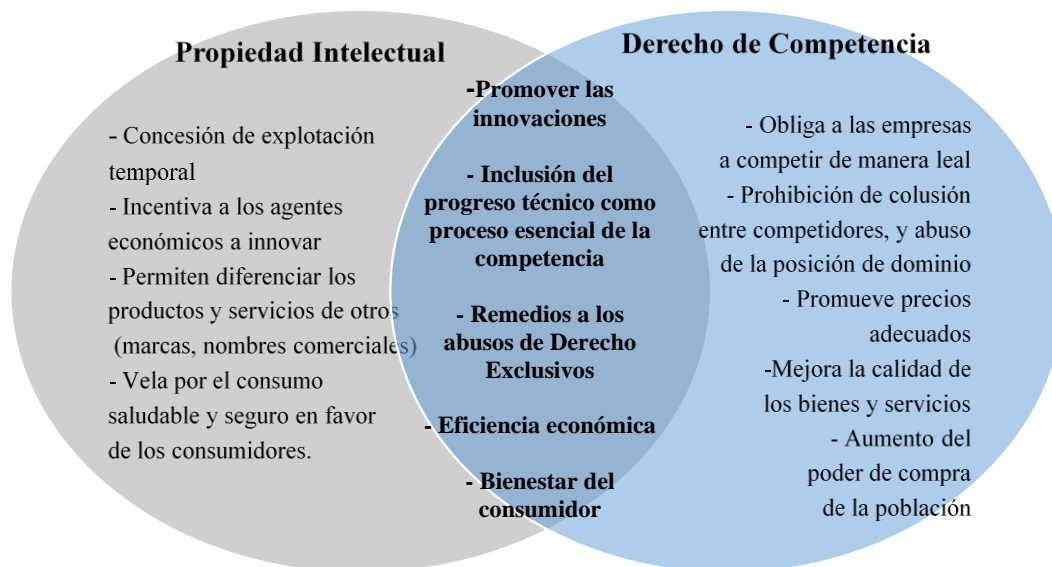 Propiedad Intelectual
- Concesión de explotación
temporal
- Incentiva a los agentes
económicos a innovar
- Permiten diferenciar los
productos y servicios de otros
(marcas, nombres comerciales)
- Vela por el consumo
saludable y seguro en favor
de los consumidores.
-Promover las
innovaciones
- Inclusión del
progreso técnico como
proceso esencial de la
competencia
- Remedios a los
abusos de Derecho
Exclusivos
- Eficiencia económica
- Bienestar del
consumidor
Derecho de Competencia
- Obliga a las empresas
a competir de manera leal
- Prohibición de colusión
entre competidores, y abuso
de la posición de dominio
- Promueve precios
adecuados
-Mejora la calidad de
los bienes y servicios
- Aumento del
poder de compra
de la población